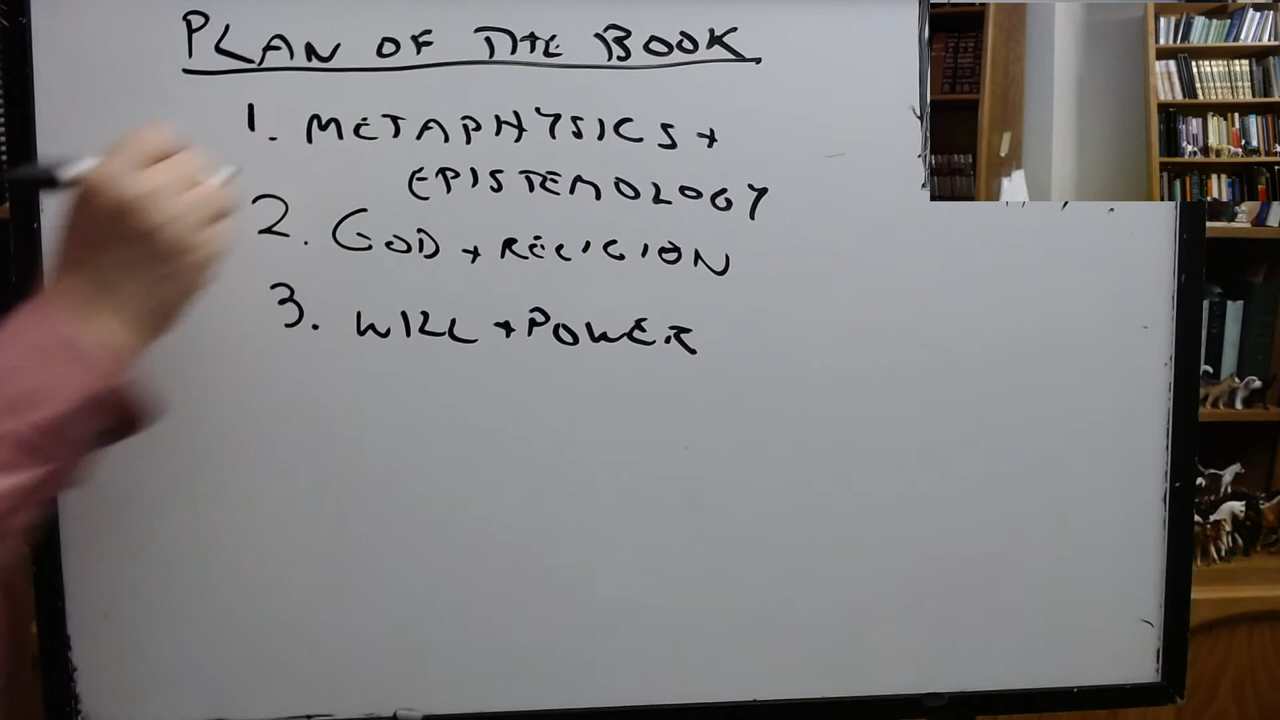 PLAN OF THE BOOK
1. METAPHYSICS +
EPISTEMOLOGY
2. GOD + RELIGION
3. WILL + POWER